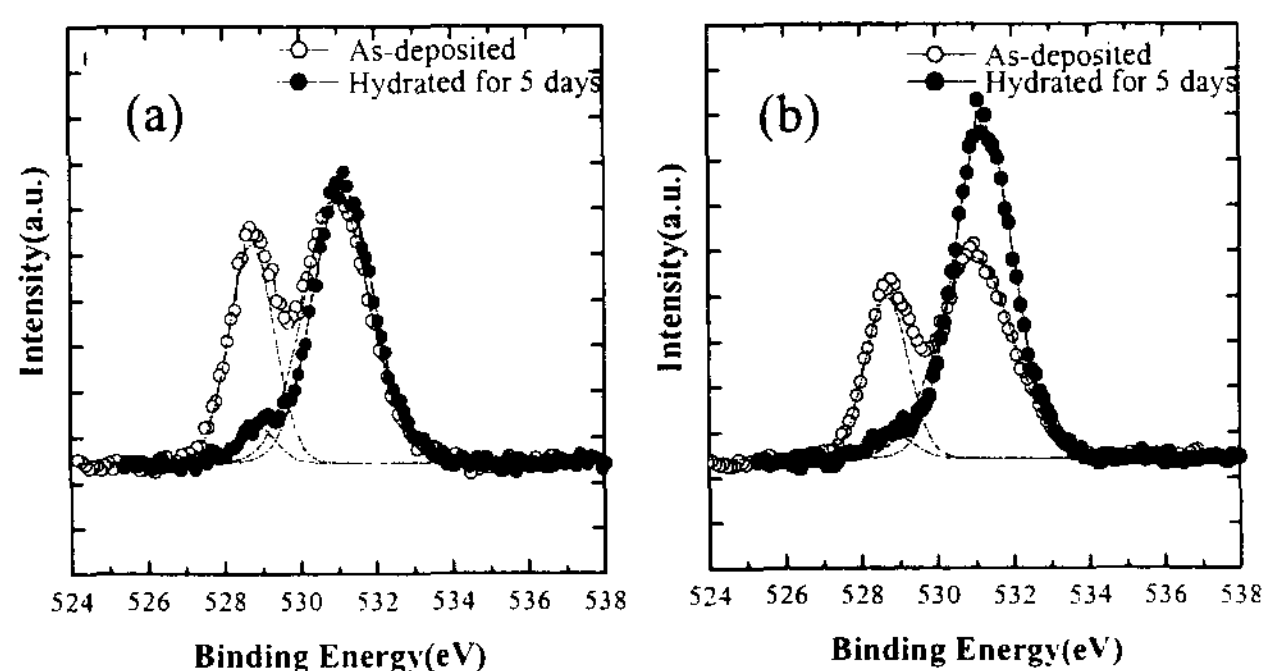 As-deposited
Hydrated for 5 days
(a)
Intensity(a.u.)
524 526 528 530 532 534 536 538
Binding Energy(eV)
As-deposited
Hydrated for 5 days
(b)
Intensity(a.u.)
524 526 528 530 532 534 536 538
Binding Energy(eV)